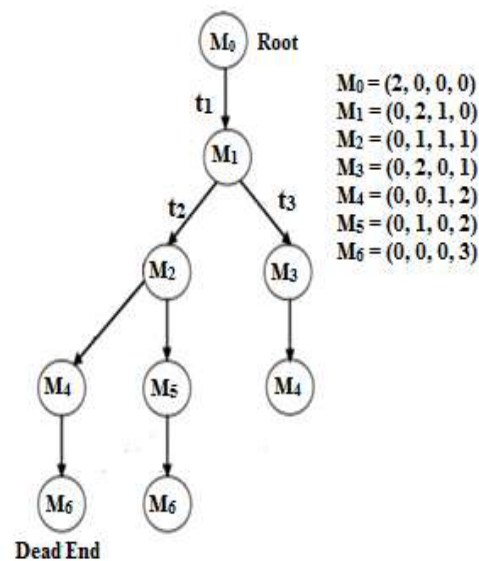 M0 Root
t1
M1
t2 t3
M2 M3
M4 M5 M4
M6 M6
Dead End
M0 = (2, 0, 0, 0)
M1 = (0, 2, 1, 0)
M2 = (0, 1, 1, 1)
M3 = (0, 2, 0, 1)
M4 = (0, 0, 1, 2)
M5 = (0, 1, 0, 2)
M6 = (0, 0, 0, 3)